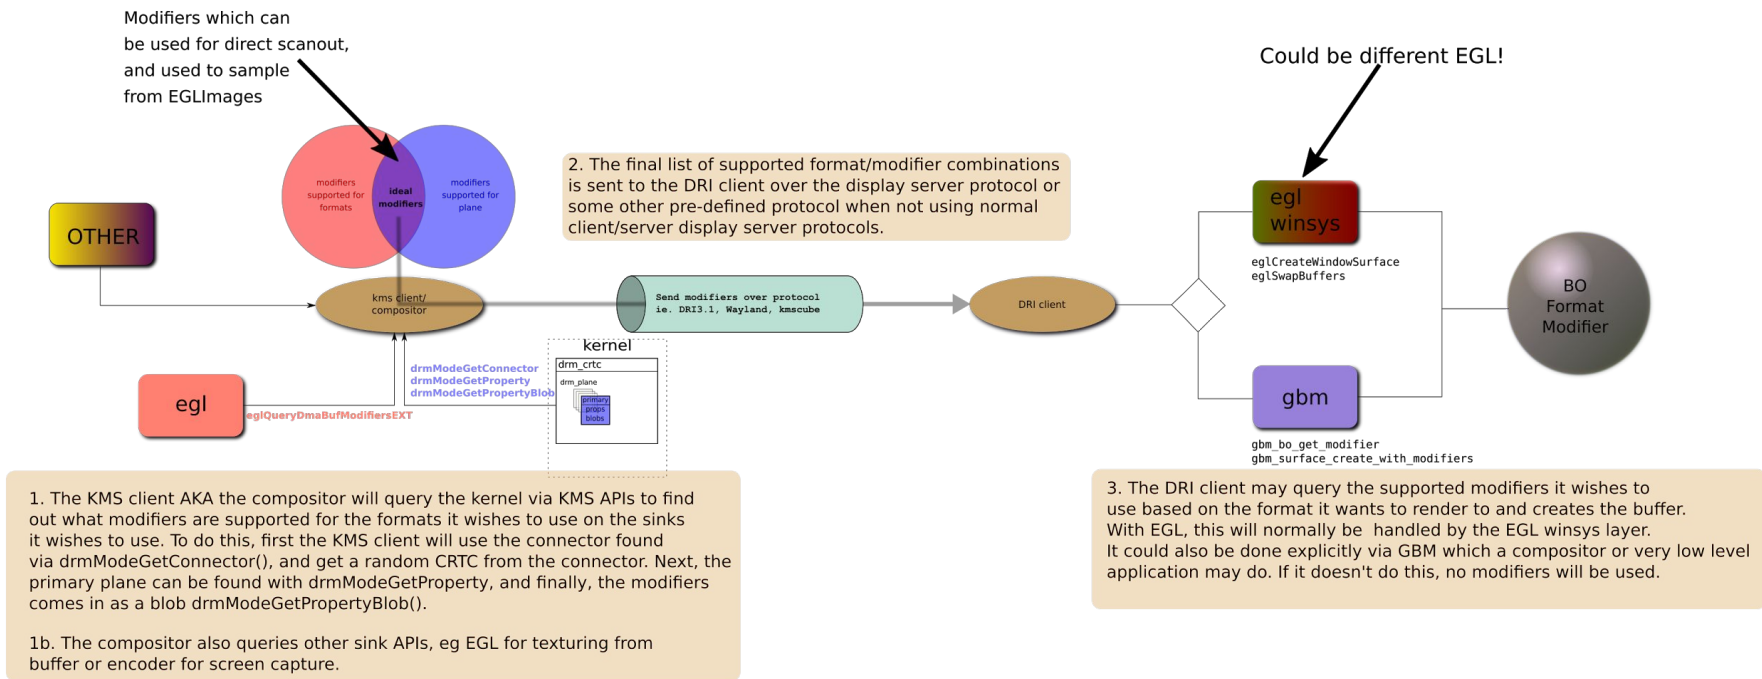 Modifiers which can
be used for direct scanout,
and used to sample
from EGLImages
Could be different EGL!
modifiers
supported for
formats
ideal
modifiers
modifiers
supported for
plane
2. The final list of supported format/modifier combinations
is sent to the DRI client over the display server protocol or
some other pre-defined protocol when not using normal
client/server display server protocols.
OTHER
egl
winsys
eglCreateWindowSurface
eglSwapBuffers
kms client/
compositor
Send modifiers over protocol
ie. DRI3.1, Wayland, kmscube
DRI client
BO
Format
Modifier
kernel
drm_crtc
drm_plane
primary
props
blobs
drmModeGetConnector
drmModeGetProperty
drmModeGetPropertyBlob
egl
eglQueryDmaBufModifiersEXT
gbm
gbm_bo_get_modifier
gbm_surface_create_with_modifiers
1. The KMS client AKA the compositor will query the kernel via KMS APIs to find
out what modifiers are supported for the formats it wishes to use on the sinks
it wishes to use. To do this, first the KMS client will use the connector found
via drmModeGetConnector(), and get a random CRTC from the connector. Next, the
primary plane can be found with drmModeGetProperty, and finally, the modifiers
comes in as a blob drmModeGetPropertyBlob().
1b. The compositor also queries other sink APIs, eg EGL for texturing from
buffer or encoder for screen capture.
3. The DRI client may query the supported modifiers it wishes to
use based on the format it wants to render to and creates the buffer.
With EGL, this will normally be handled by the EGL winsys layer.
It could also be done explicitly via GBM which a compositor or very low level
application may do. If it doesn't do this, no modifiers will be used.